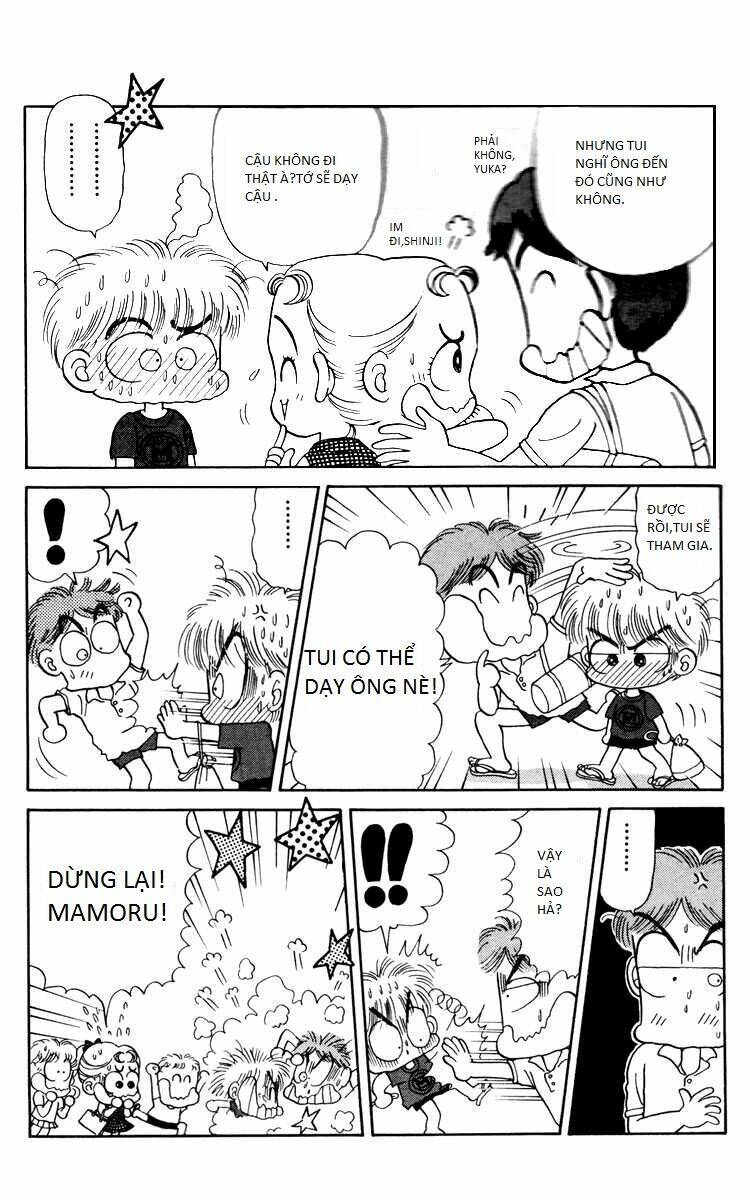 NHƯNG TUI
NGHĨ ÔNG ĐẾN
ĐÓ CŨNG NHƯ
KHÔNG.
PHẢI
KHÔNG,
YUKA?
IM
ĐI,SHINJI!
CẬU KHÔNG ĐI
THẬT À?TỚ SẼ DẠY
CẬU .
.........
.........
ĐƯỢC
RỒI,TUI SẼ
THAM GIA.
TUI CÓ THỂ
DẠY ÔNG NÈ!
......
!
......
VẬY
LÀ
SAO
HẢ?
!!
DỪNG LẠI!
MAMORU!